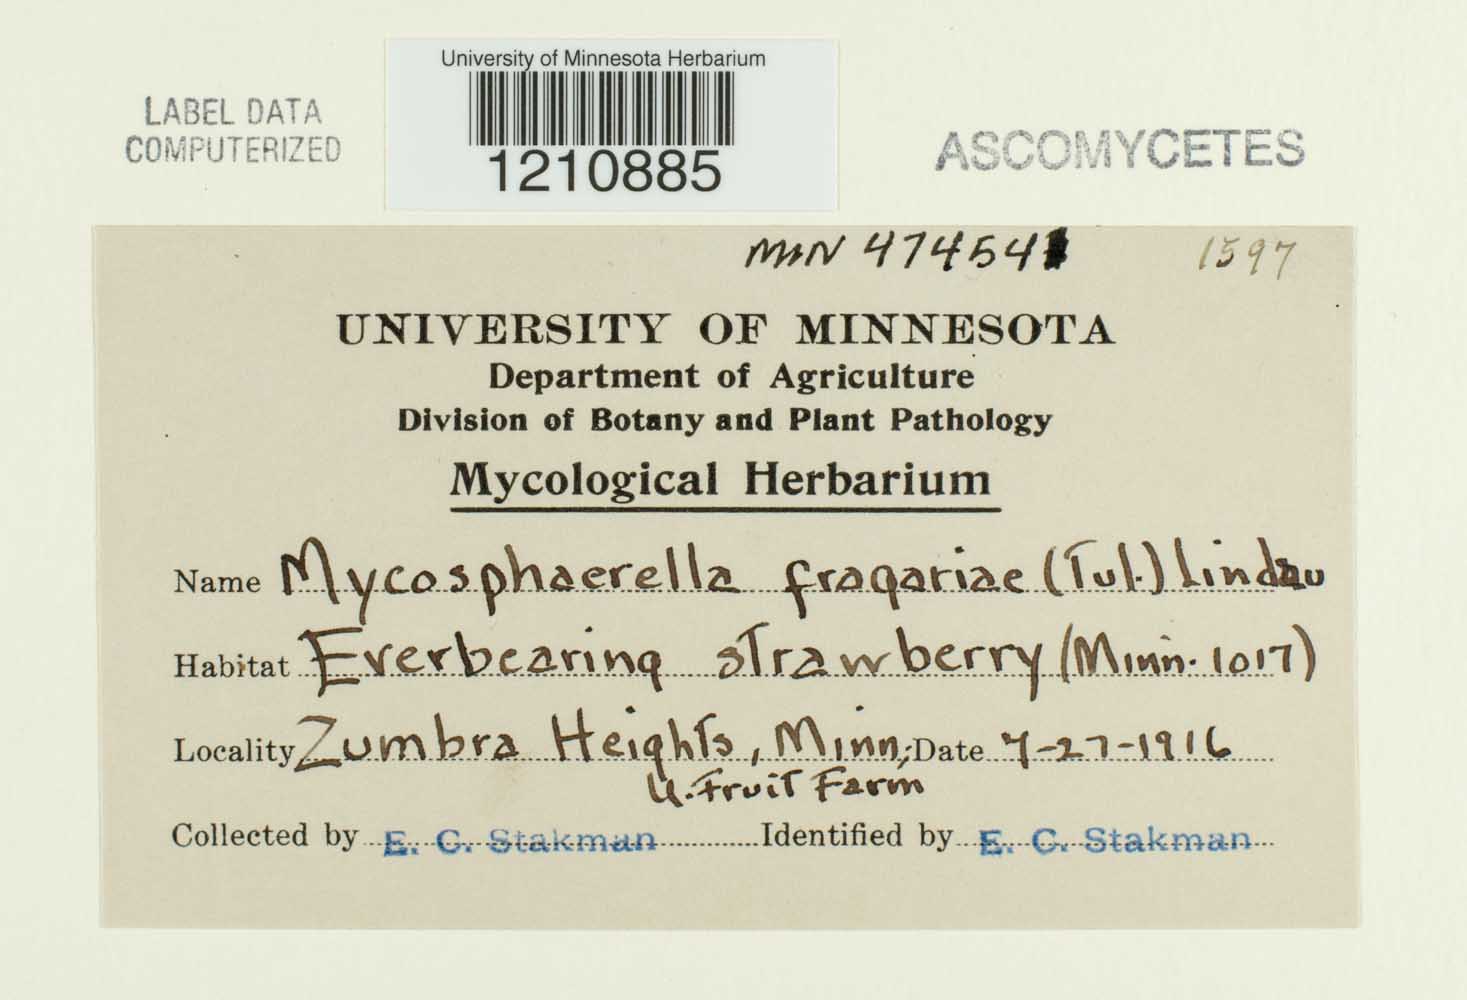 University of Minnesota Herbarium
LABEL DATA
COMPUTERIZED
1210885
ASCOMYCETES
MIN 47454
1597
UNIVERSITY OF MINNESOTA
Department of Agriculture
Division of Botany and Plant Pathology
Mycological Herbarium
Name Mycosphaerella fragariae (Tul.) Lindau
Habitat Everbearing strawberry (Minn. 1017)
Locality Zumbra Heights, Minn; Date 7-27-1916
U. Fruit Farm
Collected by E. C. Stakman Identified by E. C. Stakman